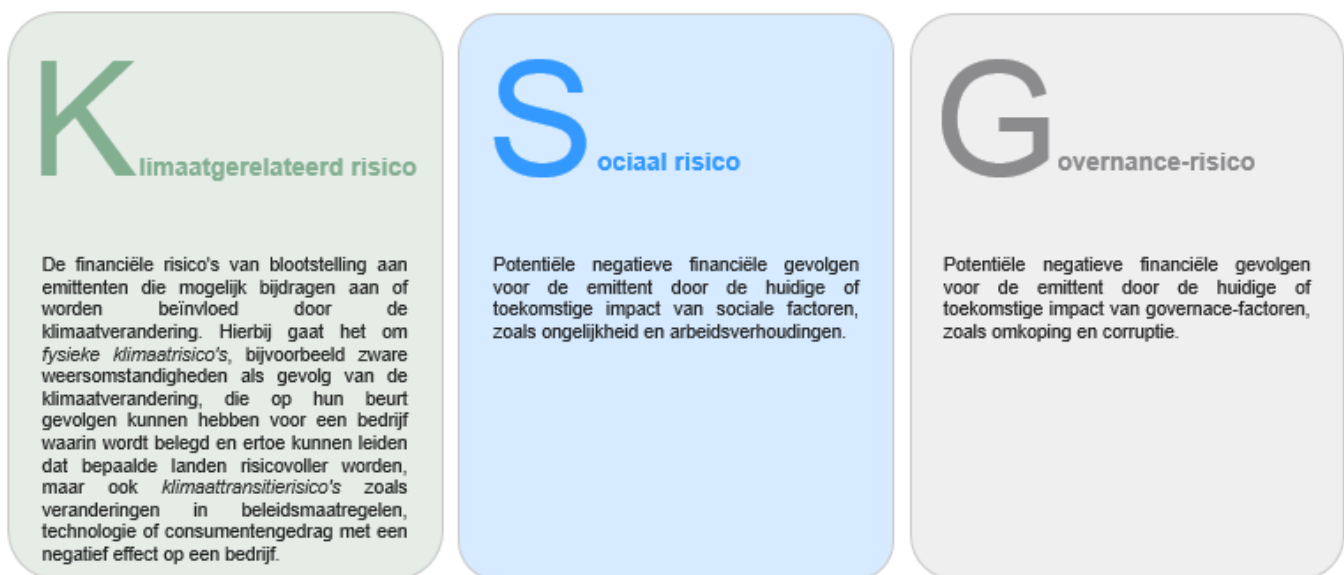 Klimaatgerelateerd risico
De financiële risico's van blootstelling aan
emittenten die mogelijk bijdragen aan of
worden beïnvloed door de
klimaatverandering. Hierbij gaat het om
fysieke klimaatrisico's, bijvoorbeeld zware
weersomstandigheden als gevolg van de
klimaatverandering, die op hun beurt
gevolgen kunnen hebben voor een bedrijf
waarin wordt belegd en ertoe kunnen leiden
dat bepaalde landen risicovoller worden,
maar ook klimaattransitierisico's zoals
veranderingen in beleidsmaatregelen,
technologie of consumentengedrag met een
negatief effect op een bedrijf.
Sociaal risico
Potentiële negatieve financiële gevolgen
voor de emittent door de huidige of
toekomstige impact van sociale factoren,
zoals ongelijkheid en arbeidsverhoudingen.
Governance-risico
Potentiële negatieve financiële gevolgen
voor de emittent door de huidige of
toekomstige impact van governace-factoren,
zoals omkoping en corruptie.